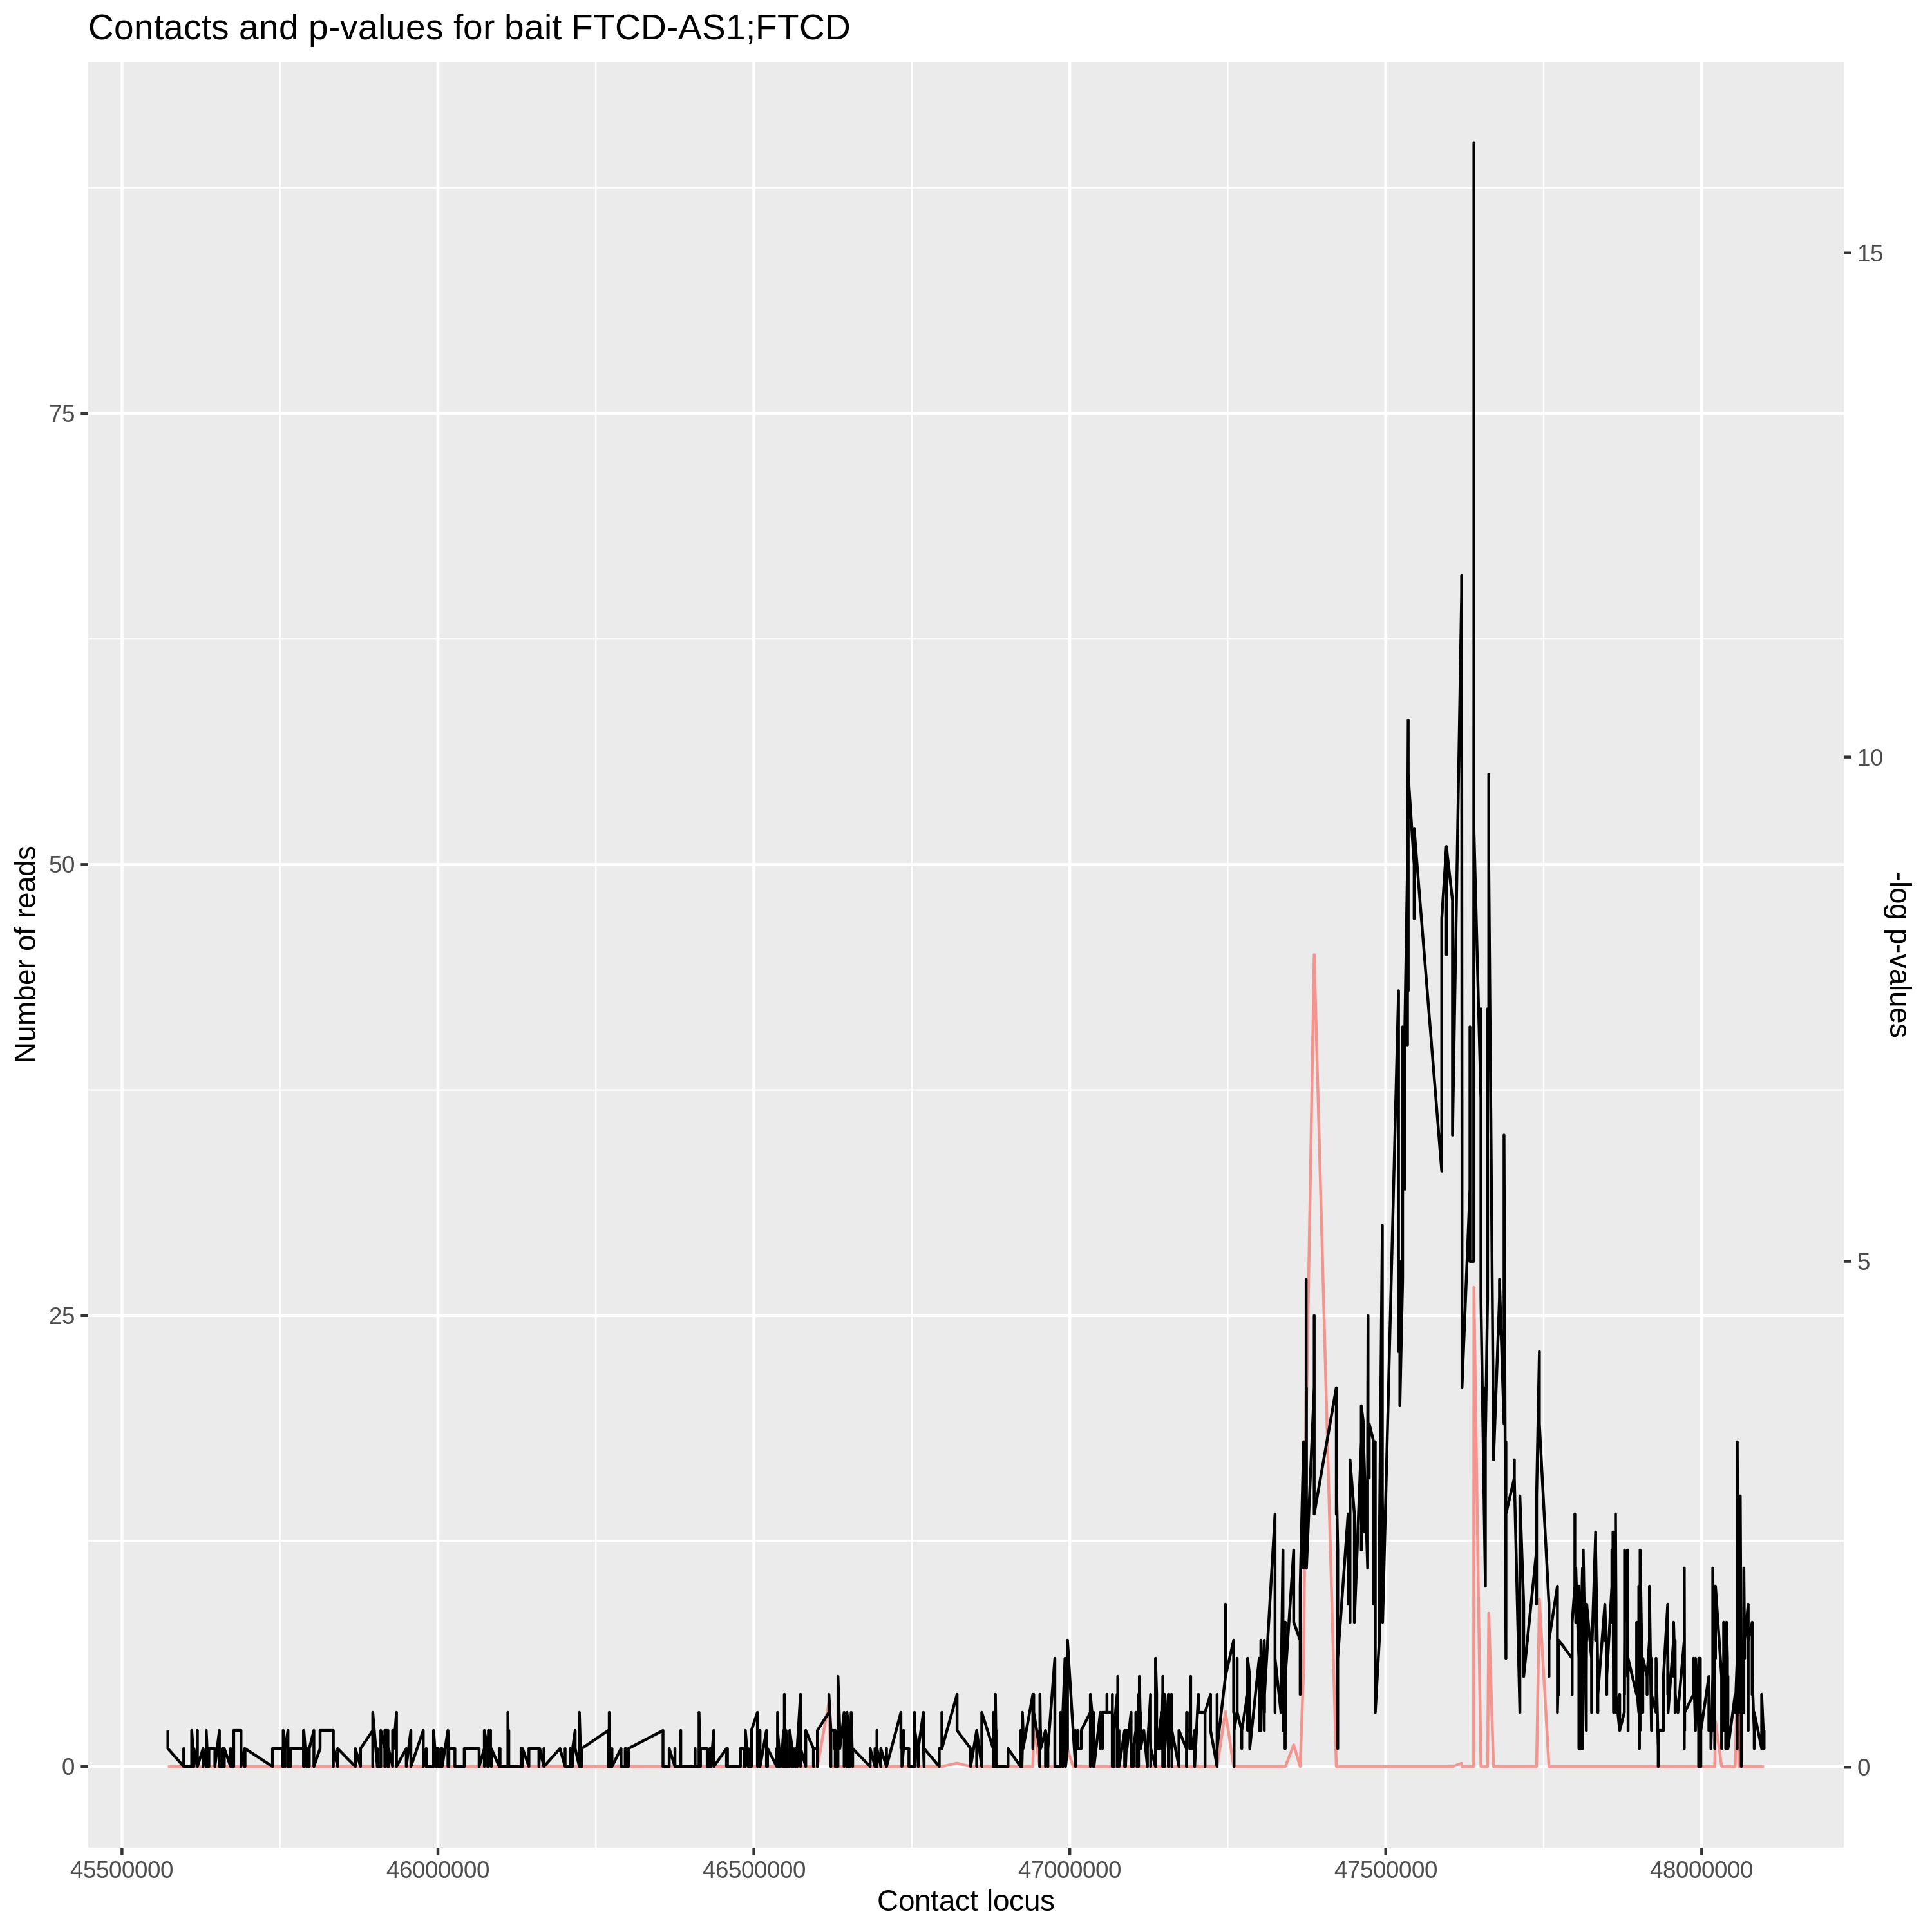 Contacts and p-values for bait FTCD-AS1;FTCD
Number of reads
75
50
25
0
15
10
5
0
-log p-values
45500000 46000000 46500000 47000000 47500000 48000000
Contact locus